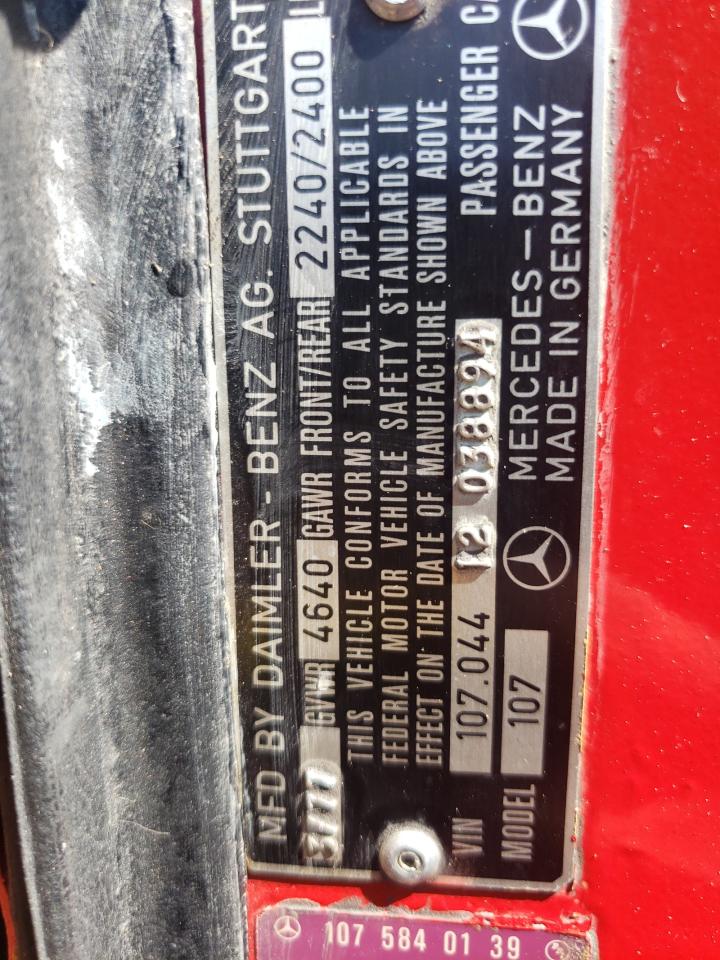 MFD BY DAIMLER - BENZ AG. STUTTGART
3/77 GVWR 4640 GAWR FRONT/REAR 2240/2400
THIS VEHICLE CONFORMS TO ALL APPLICABLE
FEDERAL MOTOR VEHICLE SAFETY STANDARDS IN
EFFECT ON THE DATE OF MANUFACTURE SHOWN ABOVE
VIN 107.044 12 038894 PASSENGER CA
MODEL 107 MERCEDES-BENZ
MADE IN GERMANY
107 584 01 39